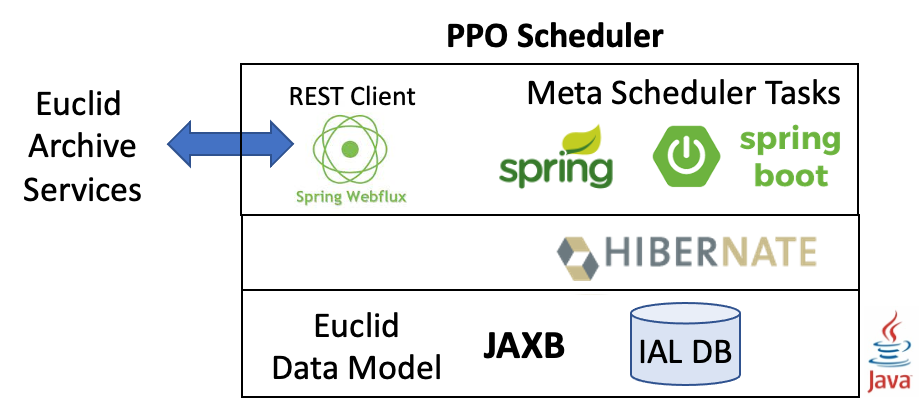 PPO Scheduler
Euclid
Archive
Services
REST Client
Spring Webflux
Meta Scheduler Tasks
spring
spring
boot
HIBERNATE
Euclid
Data Model
JAXB
IAL DB
Java